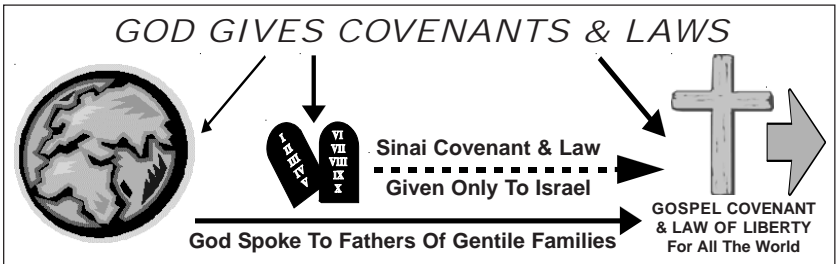 GOD GIVES COVENANTS & LAWS
I
II
III
IV
V
VI
VII
VIII
IX
X
Sinai Covenant & Law
Given Only To Israel
God Spoke To Fathers Of Gentile Families
GOSPEL COVENANT
& LAW OF LIBERTY
For All The World